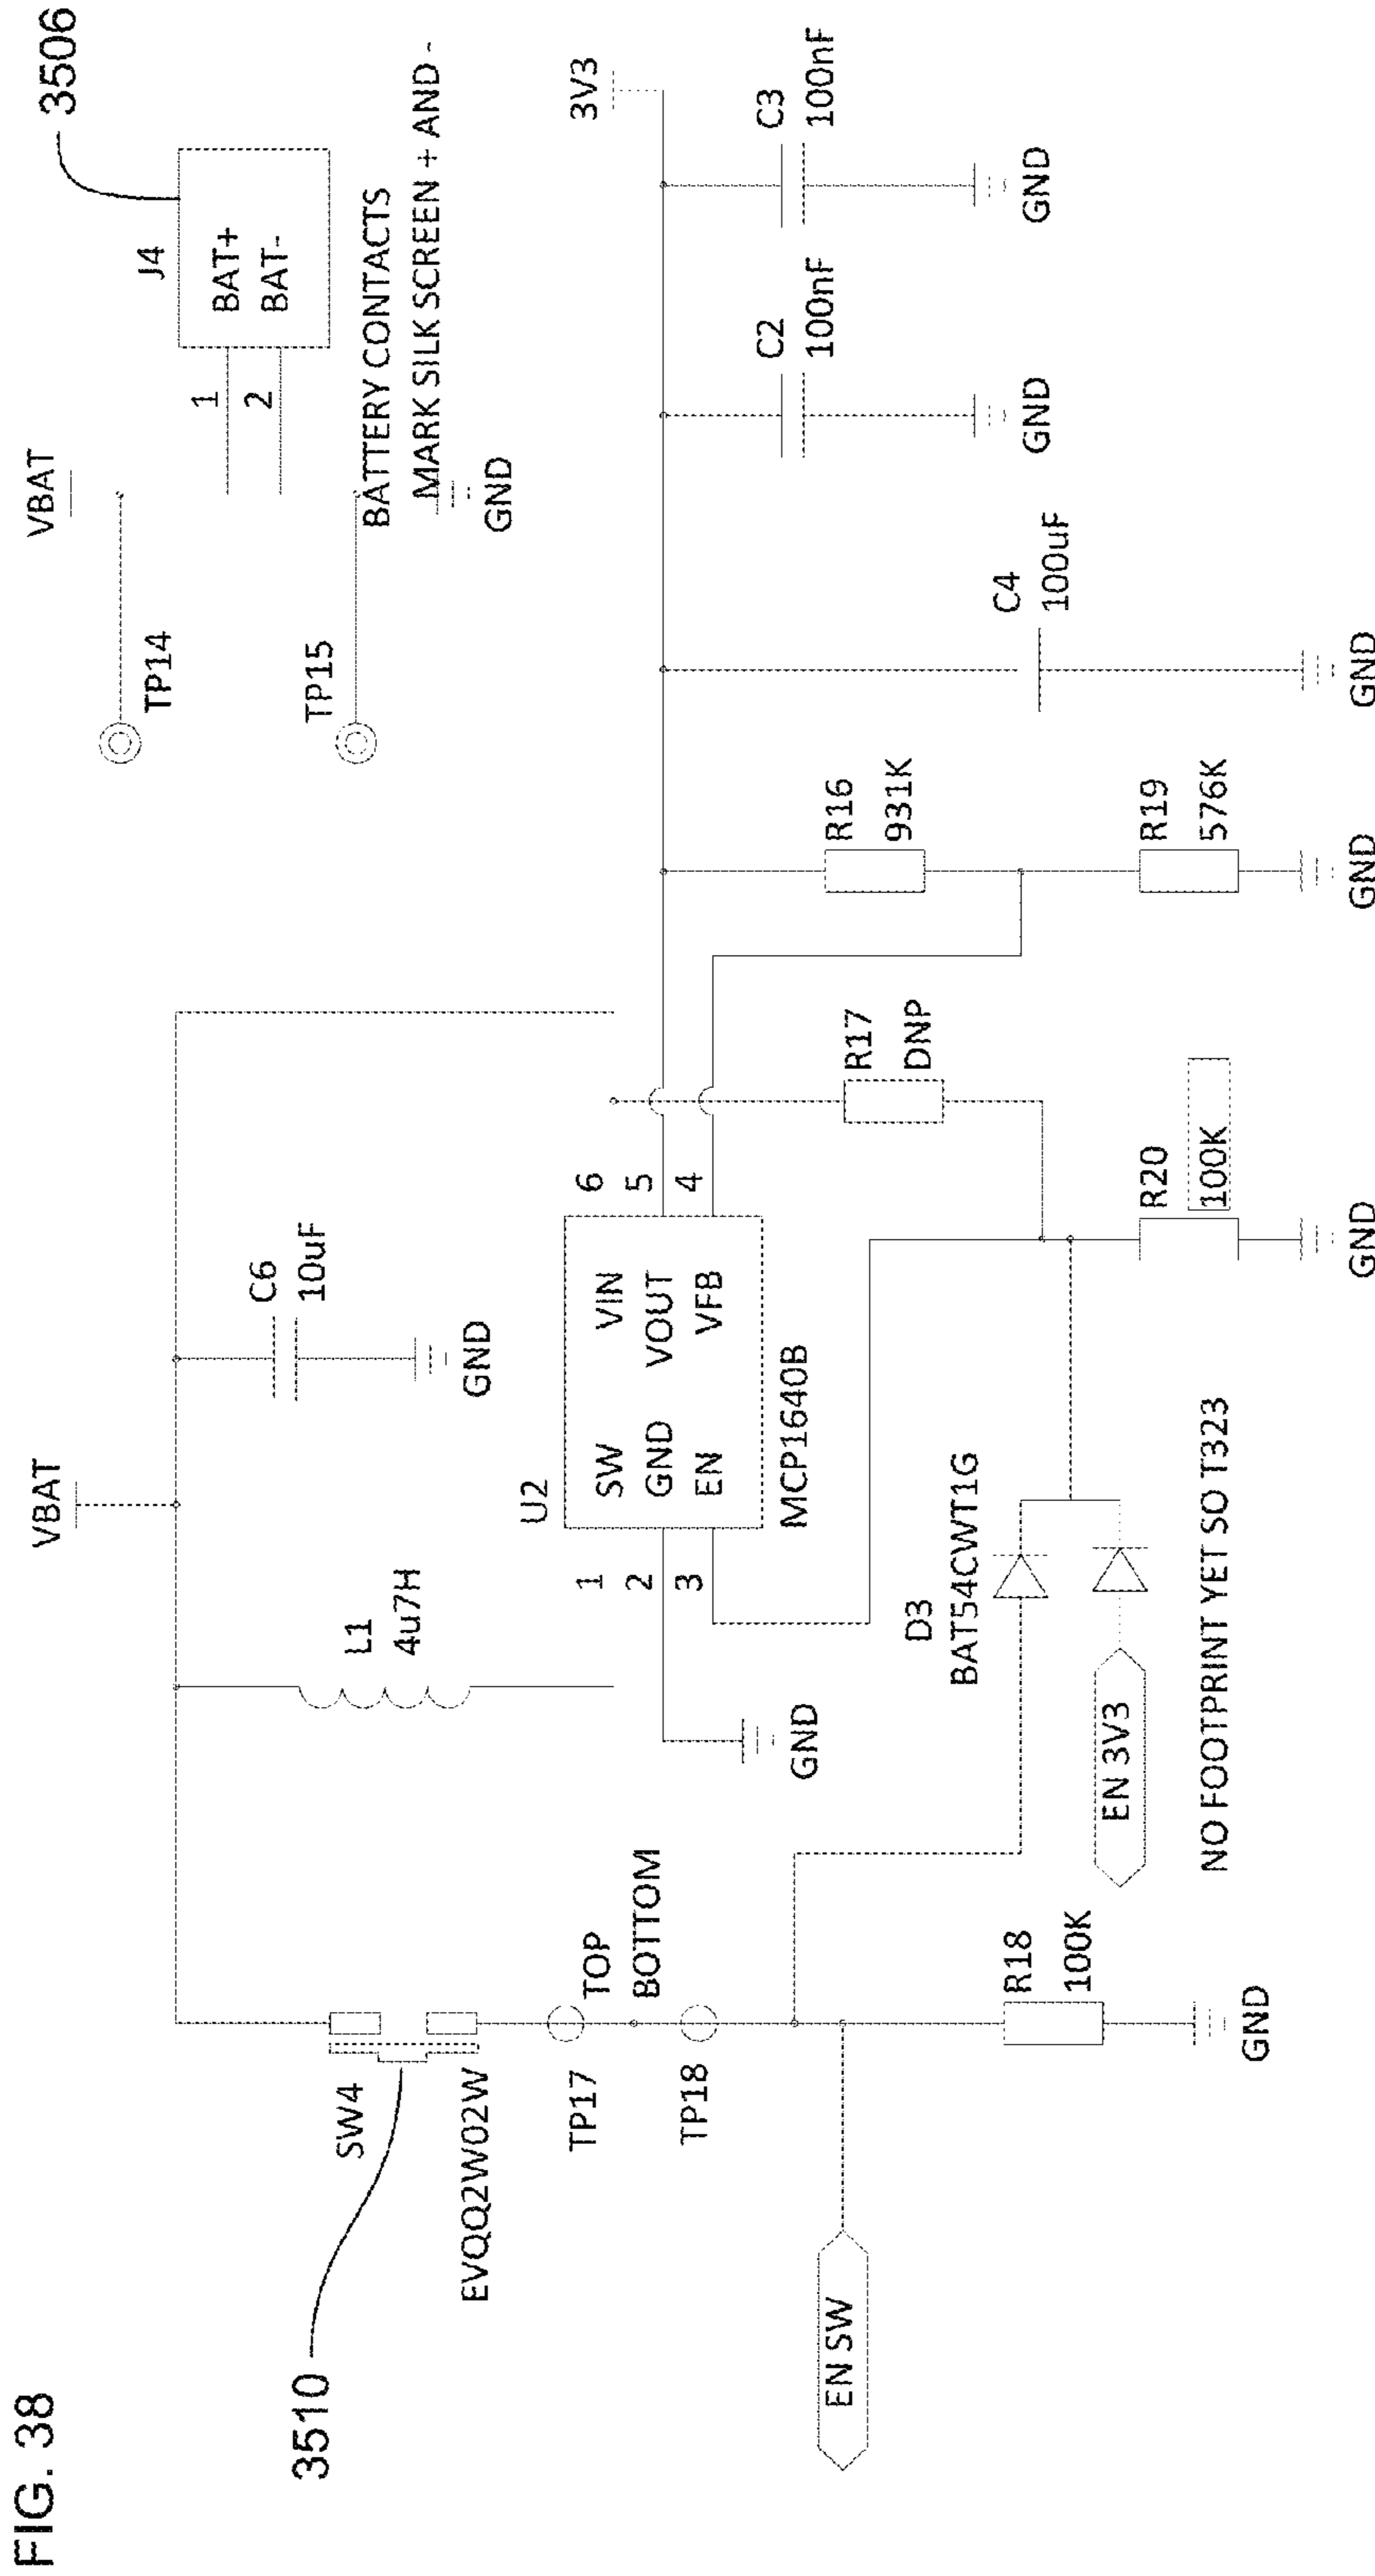 FIG. 38
VBAT
J4
3506
BAT+
BAT-
1
2
TP14
TP15
BATTERY CONTACTS
MARK SILK SCREEN + AND -
GND
VBAT
L1
4u7H
C6
10uF
GND
3510
SW4
EVQQ2W02W
TP17
TOP
BOTTOM
TP18
EN SW
R18
100K
GND
U2
1
2
3
SW
GND
EN
VIN
VOUT
VFB
6
5
4
MCP1640B
GND
D3
BAT54CWT1G
EN 3V3
NO FOOTPRINT YET SO T323
R17
DNP
R20
100K
GND
R16
931K
R19
576K
GND
C4
100uF
GND
C2
100nF
GND
C3
100nF
GND
3V3